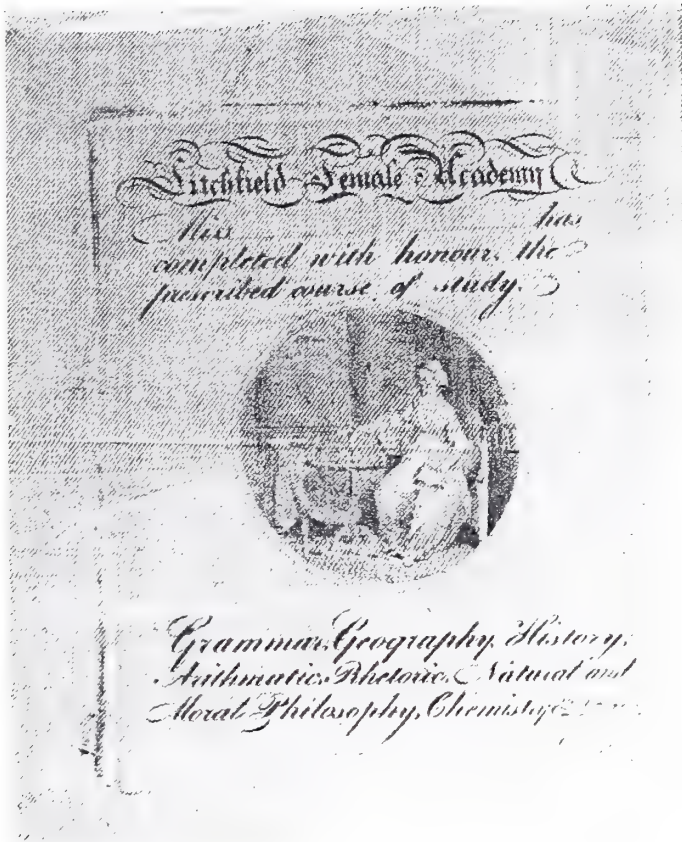 Litchfield Female Academy
Miss has
completed with honour, the
prescribed course of study.
Grammar, Geography, History,
Arithmatic, Rhetoric, Natural and
Moral Philosophy, Chemistry